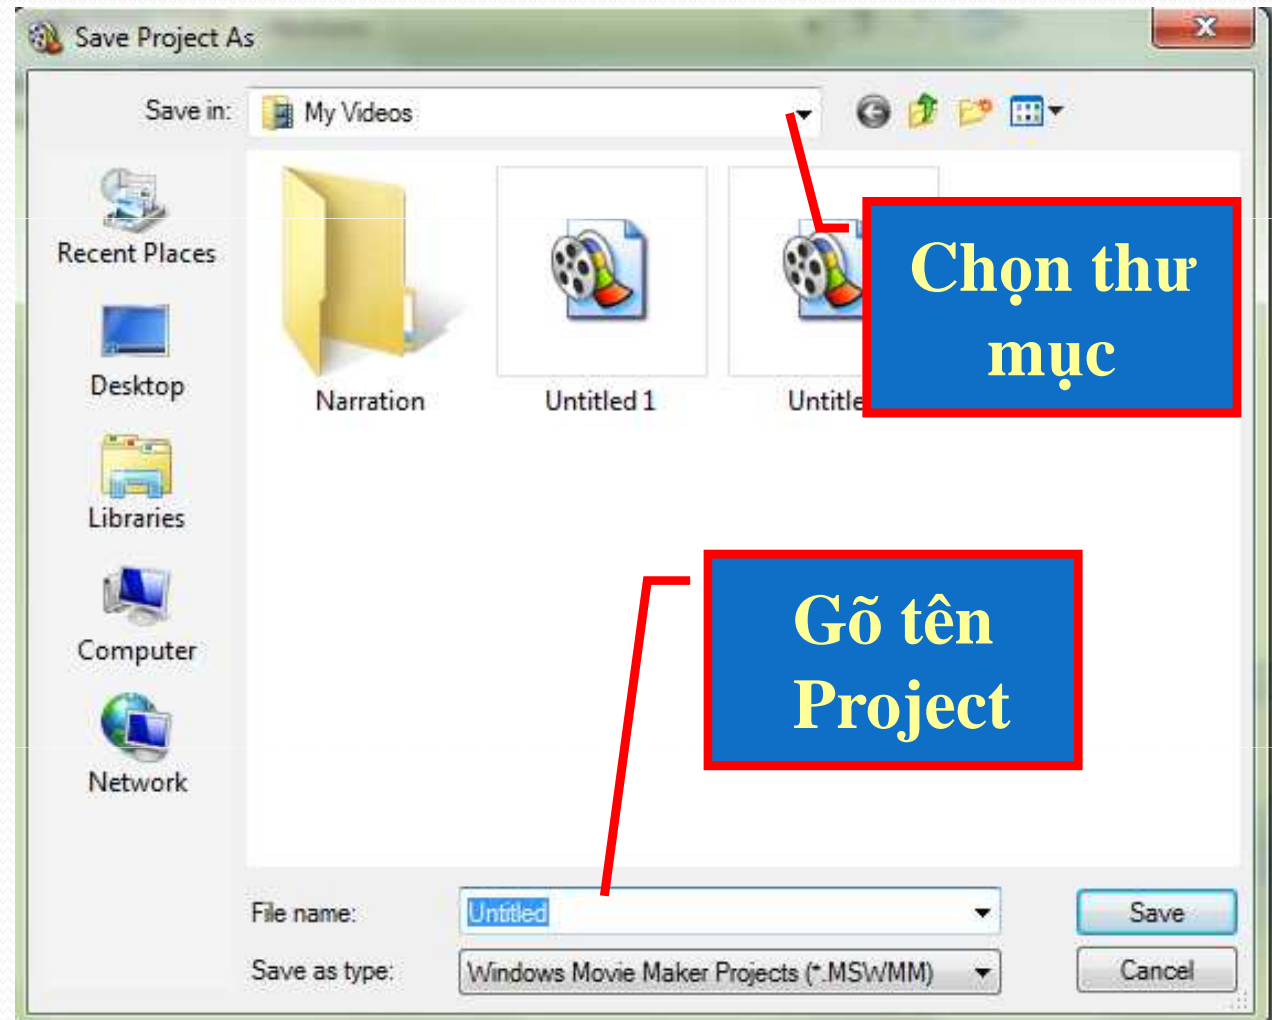 Save Project As
Save in:
My Videos
Recent Places
Desktop
Libraries
Computer
Network
Narration
Untitled 1
Untitle
Chọn thư
mục
Gõ tên
Project
File name:
Untitled
Save
Save as type:
Windows Movie Maker Projects (*.MSWMM)
Cancel